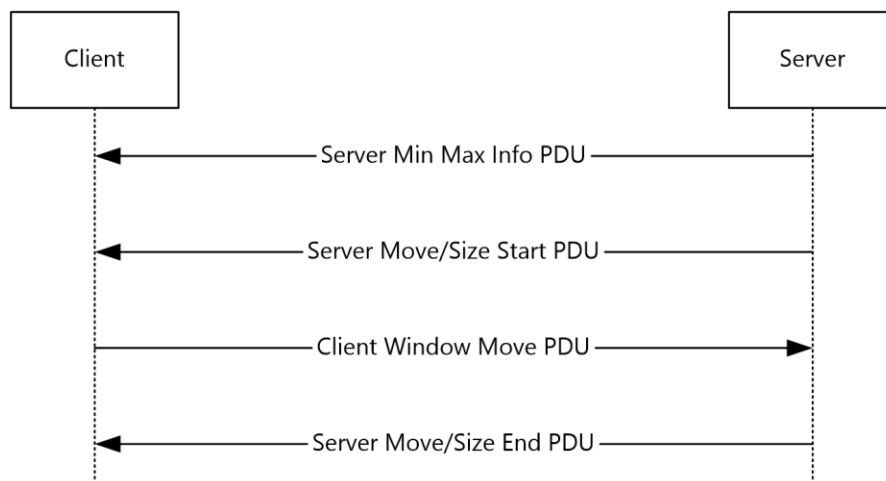 Client
Server
Server Min Max Info PDU
Server Move/Size Start PDU
Client Window Move PDU
Server Move/Size End PDU